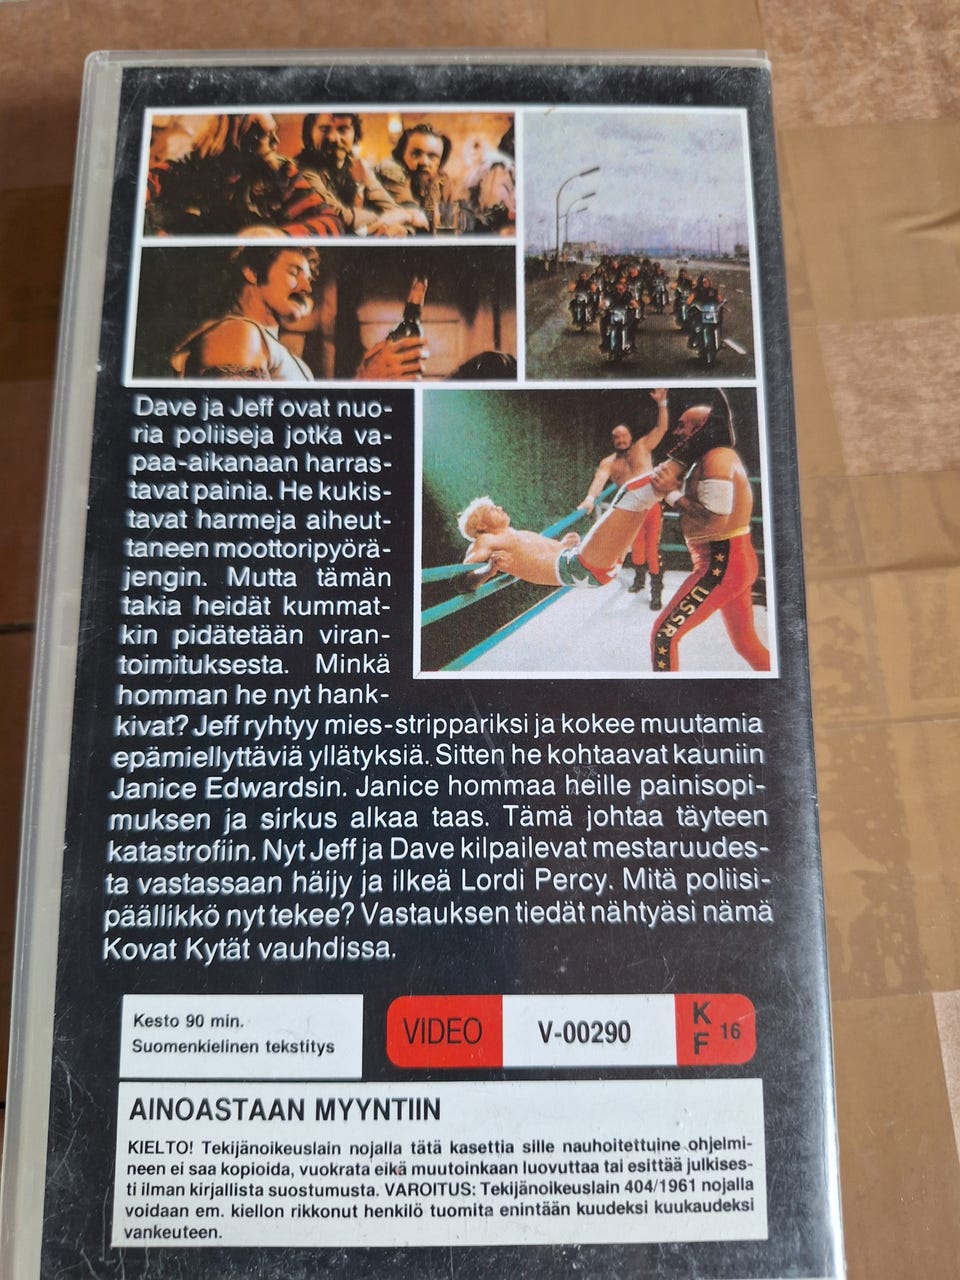 Dave ja Jeff ovat nuo-
ria poliiseja jotka va-
paa-aikanaan harras-
tavat painia. He kukis-
tavat harmeja aiheut-
taneen moottoripyörä-
jengin. Mutta tämän
takia heidät kummat-
kin pidätetään viran-
toimituksesta. Minkä
homman he nyt hank-
kivat? Jeff ryhtyy mies-strippariksi ja kokee muutamia
epämiellyttäviä yllätyksiä. Sitten he kohtaavat kauniin
Janice Edwardsin. Janice hommaa heille painisopi-
muksen ja sirkus alkaa taas. Tämä johtaa täyteen
katastrofiin. Nyt Jeff ja Dave kilpailevat mestaruudes-
ta vastassaan häijy ja ilkeä Lordi Percy. Mitä poliisi-
päällikkö nyt tekee? Vastauksen tiedät nähtyäsi nämä
Kovat Kytät vauhdissa.
U.S.S.R
Kesto 90 min.
Suomenkielinen tekstitys
VIDEO V-00290 K F 16
AINOASTAAN MYYNTIIN
KIELTO! Tekijänoikeuslain nojalla tätä kasettia sille nauhoitettuine ohjelmi-
neen ei saa kopioida, vuokrata eikä muutoinkaan luovuttaa tai esittää julkises-
ti ilman kirjallista suostumusta. VAROITUS: Tekijänoikeuslain 404/1961 nojalla
voidaan em. kiellon rikkonut henkilö tuomita enintään kuudeksi kuukaudeksi
vankeuteen.